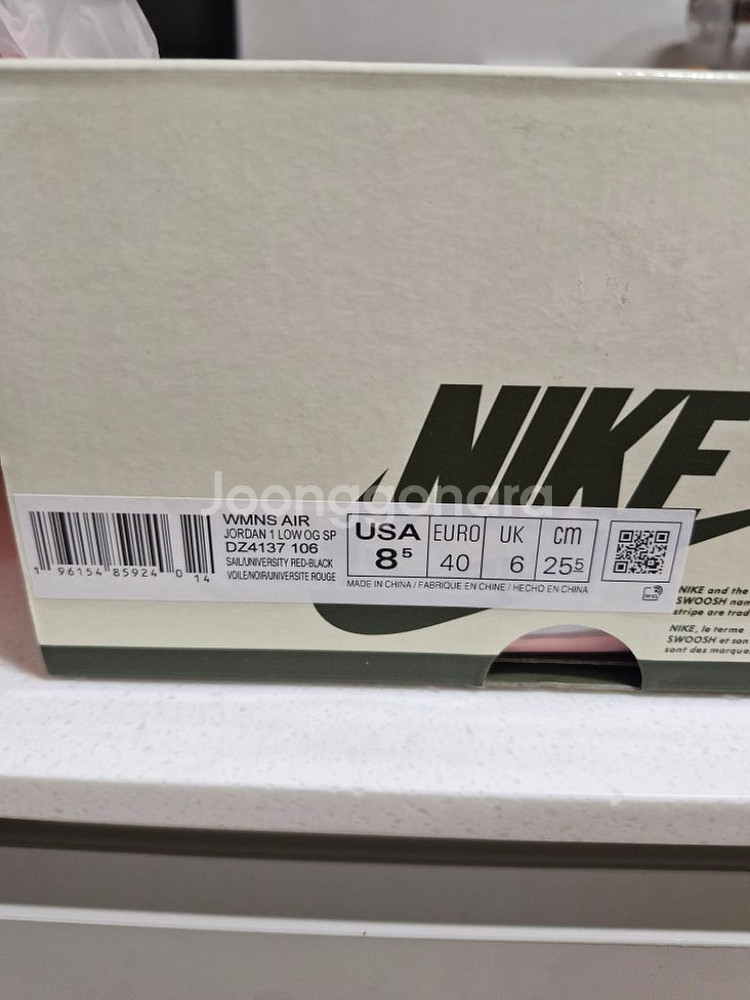 NIKE
Joonggonara
WMNS AIR
JORDAN 1 LOW OG SP
DZ4137 106
SAIL/UNIVERSITY RED-BLACK
VOILE/NOIR/UNIVERSITE ROUGE
1 96154 85924 0 14
USA EURO UK cm
8⁵ 40 6 25⁵
MADE IN CHINA / FABRIQUE EN CHINE / HECHO EN CHINA
NIKE and the
SWOOSH nam
stripe are trad
NIKE, le terme
SWOOSH et son
sont des marque